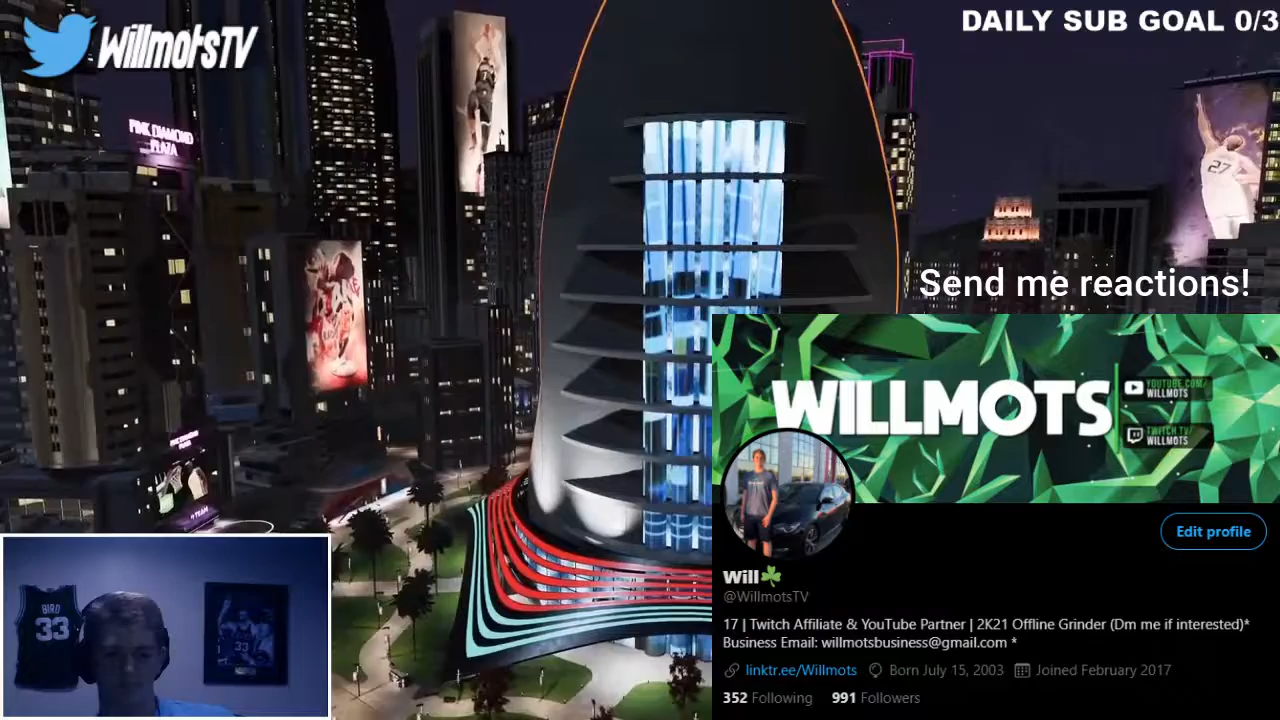 WillmotsTV
DAILY SUB GOAL 0/3
PINK DIAMOND
PLAZA
27
Send me reactions!
WILLMOTS
YOUTUBE.COM/
WILLMOTS
TWITCH.TV/
WILLMOTS
Edit profile
Will
@WillmotsTV
17 | Twitch Affiliate & YouTube Partner | 2K21 Offline Grinder (Dm me if interested)*
Business Email: willmotsbusiness@gmail.com *
linktr.ee/Willmots Born July 15, 2003 Joined February 2017
352 Following 991 Followers
BIRD
33
33